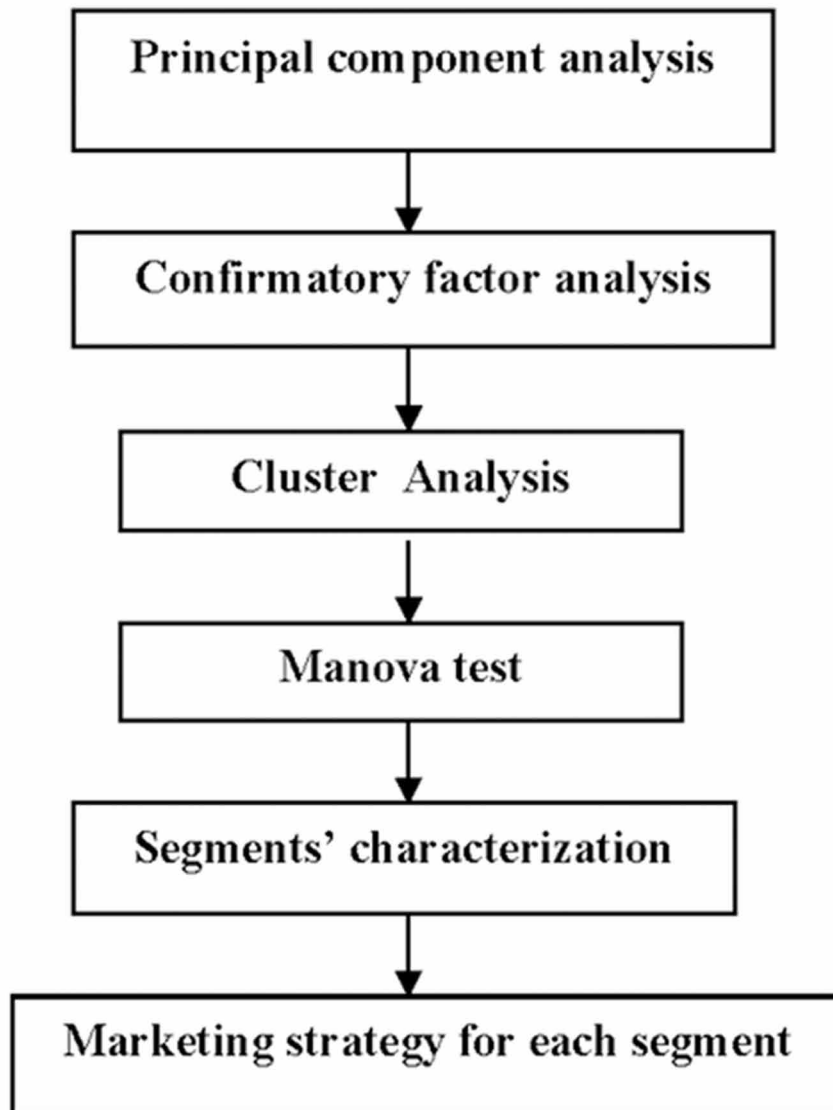 Principal component analysis
Confirmatory factor analysis
Cluster Analysis
Manova test
Segments’ characterization
Marketing strategy for each segment